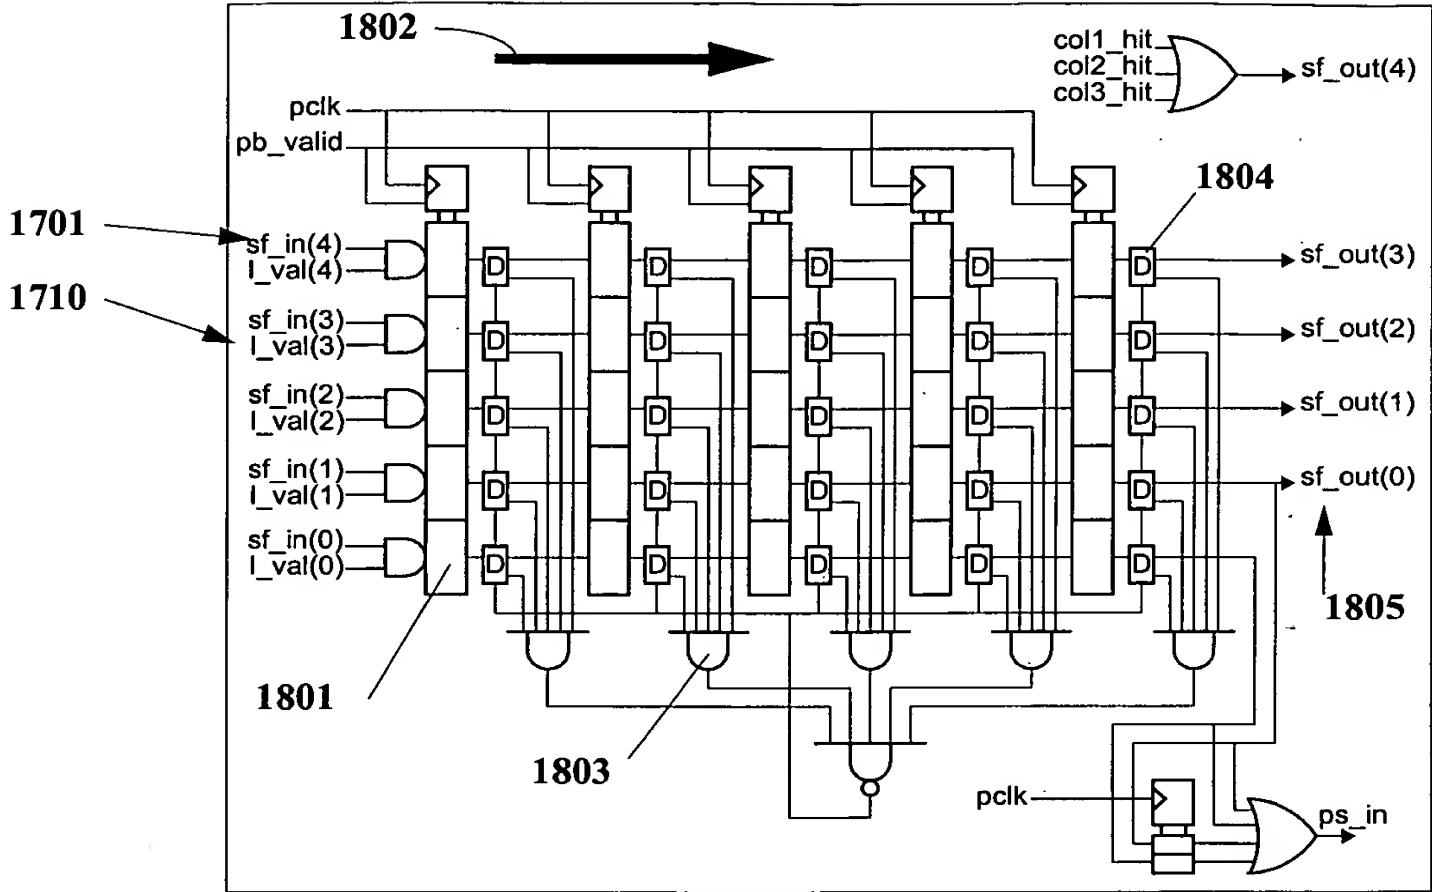 1802
col1_hit
col2_hit
col3_hit
sf_out(4)
pclk
pb_valid
1804
1701
sf_in(4)
l_val(4)
D D D D D
sf_out(3)
1710
sf_in(3)
l_val(3)
D D D D D
sf_out(2)
sf_in(2)
l_val(2)
D D D D D
sf_out(1)
sf_in(1)
l_val(1)
D D D D D
sf_out(0)
sf_in(0)
l_val(0)
D D D D D
1805
1801
1803
pclk
ps_in